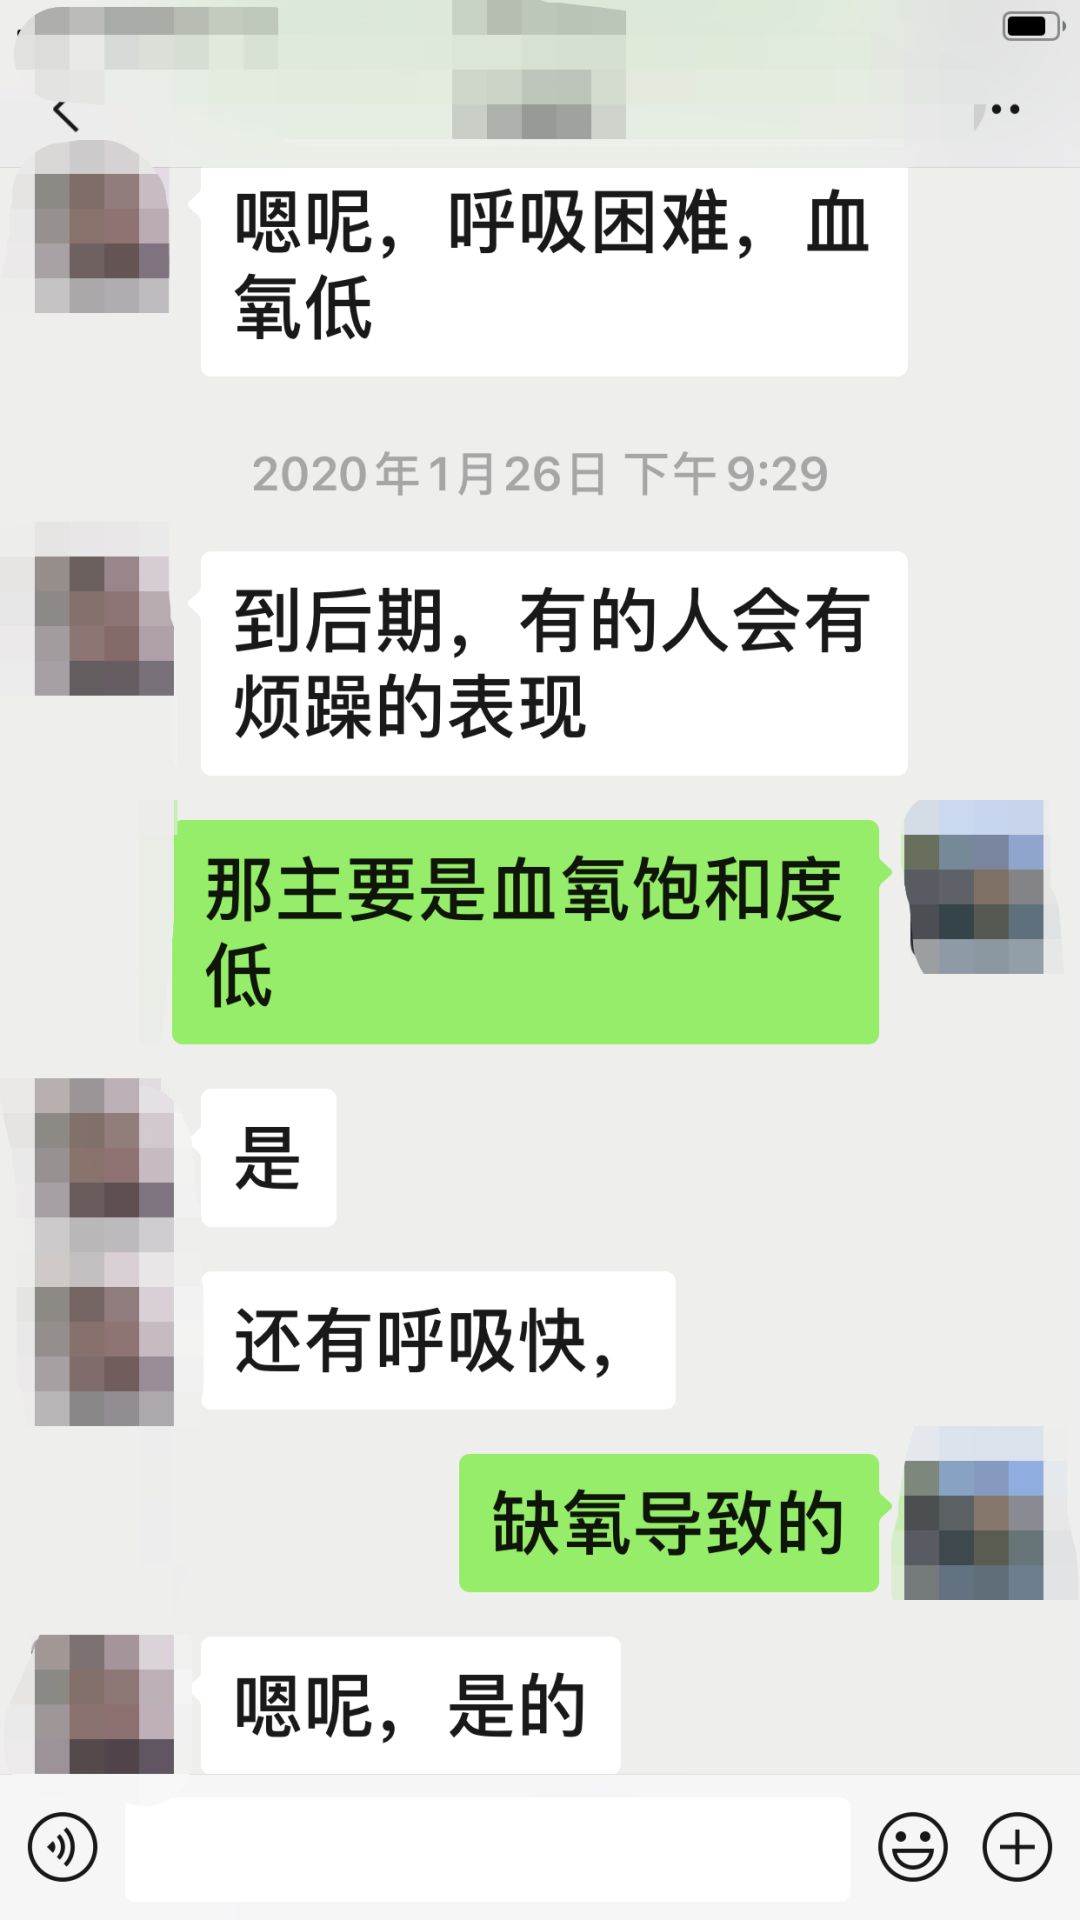 嗯呢，呼吸困难，血
氧低
2020年1月26日 下午9:29
到后期，有的人会有
烦躁的表现
那主要是血氧饱和度
低
是
还有呼吸快，
缺氧导致的
嗯呢，是的